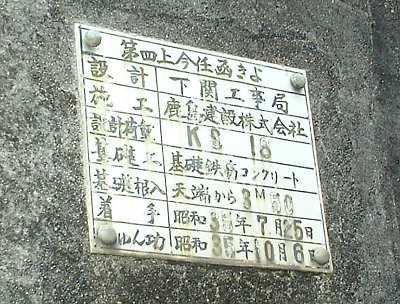 第四上今任函きよ
設計 下関工事局
施工 鹿島建設株式会社
設計荷重 KS 18
基礎工 基礎鉄筋コンクリート
基礎根入 天端から3M50
着手 昭和35年7月25日
しゅん功 昭和35年10月6日